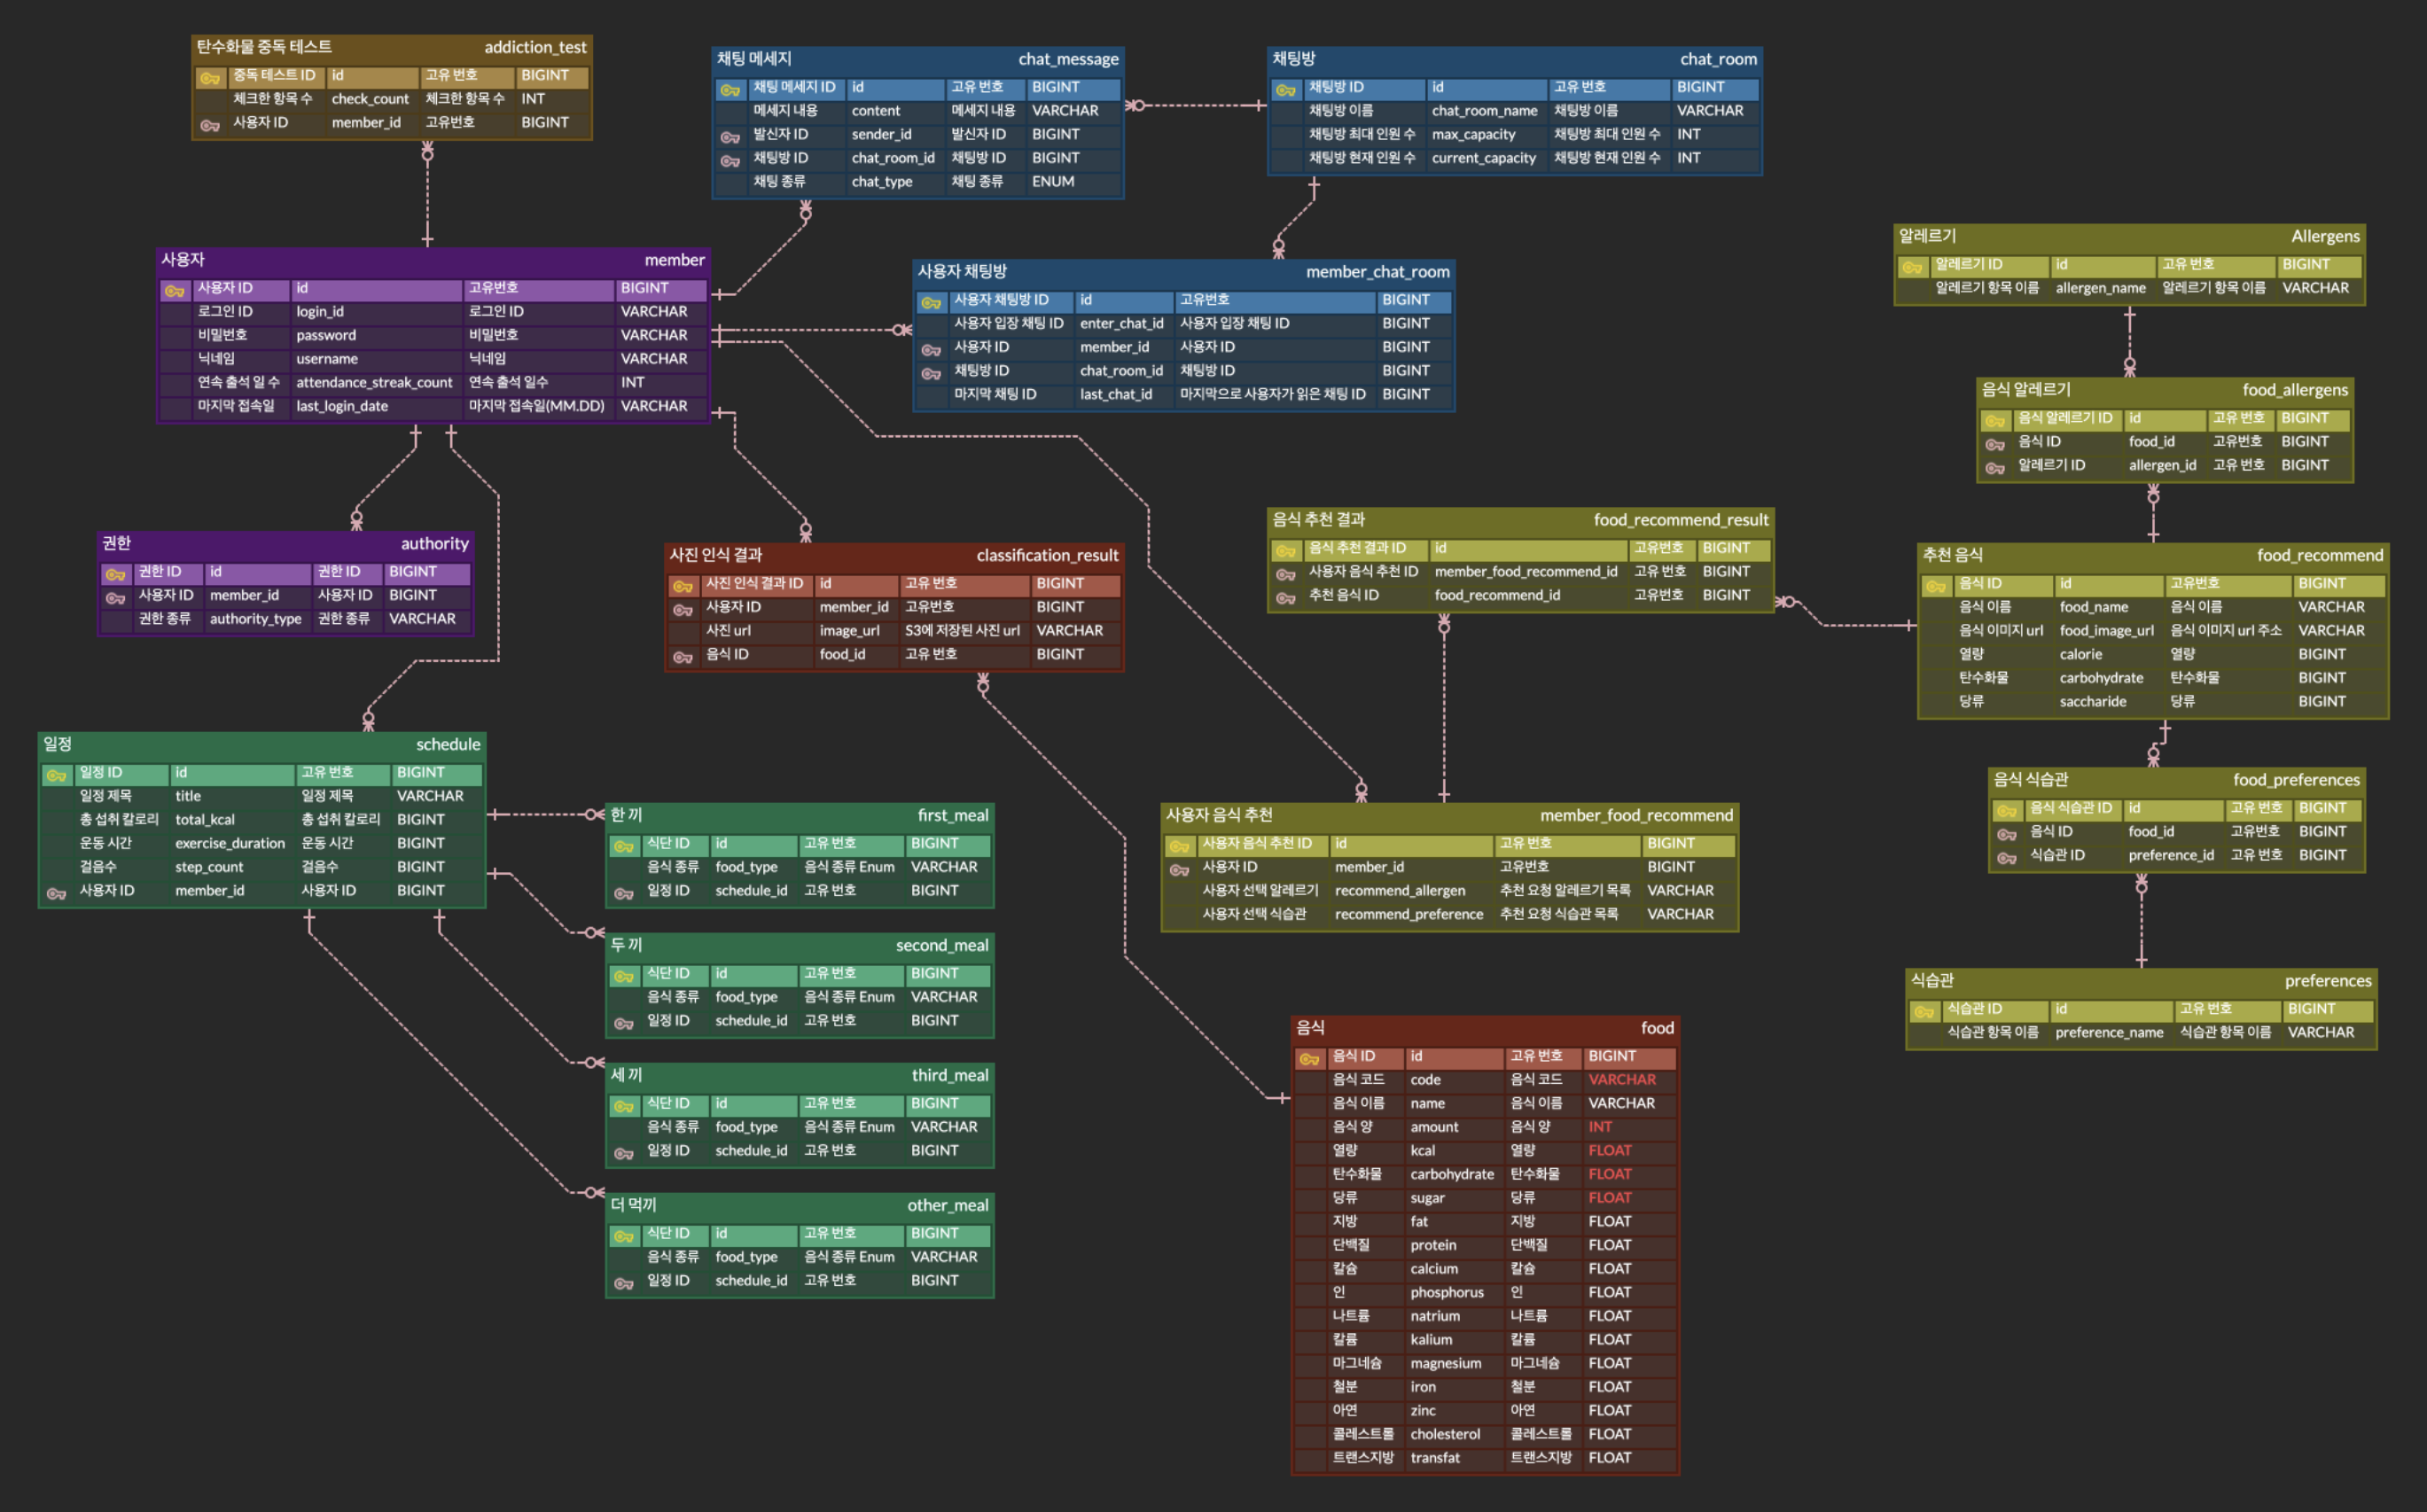 탄수화물 중독 테스트 addiction_test
중독 테스트 ID id 고유 번호 BIGINT
체크한 항목 수 check_count 체크한 항목 수 INT
사용자 ID member_id 고유번호 BIGINT
채팅 메세지 chat_message
채팅 메세지 ID id 고유 번호 BIGINT
메세지 내용 content 메세지 내용 VARCHAR
발신자 ID sender_id 발신자 ID BIGINT
채팅방 ID chat_room_id 채팅방 ID BIGINT
채팅 종류 chat_type 채팅 종류 ENUM
채팅방 chat_room
채팅방 ID id 고유 번호 BIGINT
채팅방 이름 chat_room_name 채팅방 이름 VARCHAR
채팅방 최대 인원 수 max_capacity 채팅방 최대 인원 수 INT
채팅방 현재 인원 수 current_capacity 채팅방 현재 인원 수 INT
사용자 member
사용자 ID id 고유번호 BIGINT
로그인 ID login_id 로그인 ID VARCHAR
비밀번호 password 비밀번호 VARCHAR
닉네임 username 닉네임 VARCHAR
연속 출석 일 수 attendance_streak_count 연속 출석 일수 INT
마지막 접속일 last_login_date 마지막 접속일(MM.DD) VARCHAR
사용자 채팅방 member_chat_room
사용자 채팅방 ID id 고유번호 BIGINT
사용자 입장 채팅 ID enter_chat_id 사용자 입장 채팅 ID BIGINT
사용자 ID member_id 사용자 ID BIGINT
채팅방 ID chat_room_id 채팅방 ID BIGINT
마지막 채팅 ID last_chat_id 마지막으로 사용자가 읽은 채팅 ID BIGINT
알레르기 Allergens
알레르기 ID id 고유 번호 BIGINT
알레르기 항목 이름 allergen_name 알레르기 항목 이름 VARCHAR
음식 알레르기 food_allergens
음식 알레르기 ID id 고유 번호 BIGINT
음식 ID food_id 고유번호 BIGINT
알레르기 ID allergen_id 고유 번호 BIGINT
권한 authority
권한 ID id 권한 ID BIGINT
사용자 ID member_id 사용자 ID BIGINT
권한 종류 authority_type 권한 종류 VARCHAR
사진 인식 결과 classification_result
사진 인식 결과 ID id 고유 번호 BIGINT
사용자 ID member_id 고유번호 BIGINT
사진 url image_url S3에 저장된 사진 url VARCHAR
음식 ID food_id 고유 번호 BIGINT
음식 추천 결과 food_recommend_result
음식 추천 결과 ID id 고유번호 BIGINT
사용자 음식 추천 ID member_food_recommend_id 고유 번호 BIGINT
추천 음식 ID food_recommend_id 고유번호 BIGINT
추천 음식 food_recommend
음식 ID id 고유번호 BIGINT
음식 이름 food_name 음식 이름 VARCHAR
음식 이미지 url food_image_url 음식 이미지 url 주소 VARCHAR
열량 calorie 열량 BIGINT
탄수화물 carbohydrate 탄수화물 BIGINT
당류 saccharide 당류 BIGINT
일정 schedule
일정 ID id 고유 번호 BIGINT
일정 제목 title 일정 제목 VARCHAR
총 섭취 칼로리 total_kcal 총 섭취 칼로리 BIGINT
운동 시간 exercise_duration 운동 시간 BIGINT
걸음수 step_count 걸음수 BIGINT
사용자 ID member_id 사용자 ID BIGINT
한 끼 first_meal
식단 ID id 고유 번호 BIGINT
음식 종류 food_type 음식 종류 Enum VARCHAR
일정 ID schedule_id 고유 번호 BIGINT
두 끼 second_meal
식단 ID id 고유 번호 BIGINT
음식 종류 food_type 음식 종류 Enum VARCHAR
일정 ID schedule_id 고유 번호 BIGINT
세 끼 third_meal
식단 ID id 고유 번호 BIGINT
음식 종류 food_type 음식 종류 Enum VARCHAR
일정 ID schedule_id 고유 번호 BIGINT
더 먹끼 other_meal
식단 ID id 고유 번호 BIGINT
음식 종류 food_type 음식 종류 Enum VARCHAR
일정 ID schedule_id 고유 번호 BIGINT
사용자 음식 추천 member_food_recommend
사용자 음식 추천 ID id 고유 번호 BIGINT
사용자 ID member_id 고유번호 BIGINT
사용자 선택 알레르기 recommend_allergen 추천 요청 알레르기 목록 VARCHAR
사용자 선택 식습관 recommend_preference 추천 요청 식습관 목록 VARCHAR
음식 식습관 food_preferences
음식 식습관 ID id 고유 번호 BIGINT
음식 ID food_id 고유번호 BIGINT
식습관 ID preference_id 고유 번호 BIGINT
식습관 preferences
식습관 ID id 고유 번호 BIGINT
식습관 항목 이름 preference_name 식습관 항목 이름 VARCHAR
음식 food
음식 ID id 고유 번호 BIGINT
음식 코드 code 음식 코드 VARCHAR
음식 이름 name 음식 이름 VARCHAR
음식 양 amount 음식 양 INT
열량 kcal 열량 FLOAT
탄수화물 carbohydrate 탄수화물 FLOAT
당류 sugar 당류 FLOAT
지방 fat 지방 FLOAT
단백질 protein 단백질 FLOAT
칼슘 calcium 칼슘 FLOAT
인 phosphorus 인 FLOAT
나트륨 natrium 나트륨 FLOAT
칼륨 kalium 칼륨 FLOAT
마그네슘 magnesium 마그네슘 FLOAT
철분 iron 철분 FLOAT
아연 zinc 아연 FLOAT
콜레스트롤 cholesterol 콜레스트롤 FLOAT
트랜스지방 transfat 트랜스지방 FLOAT